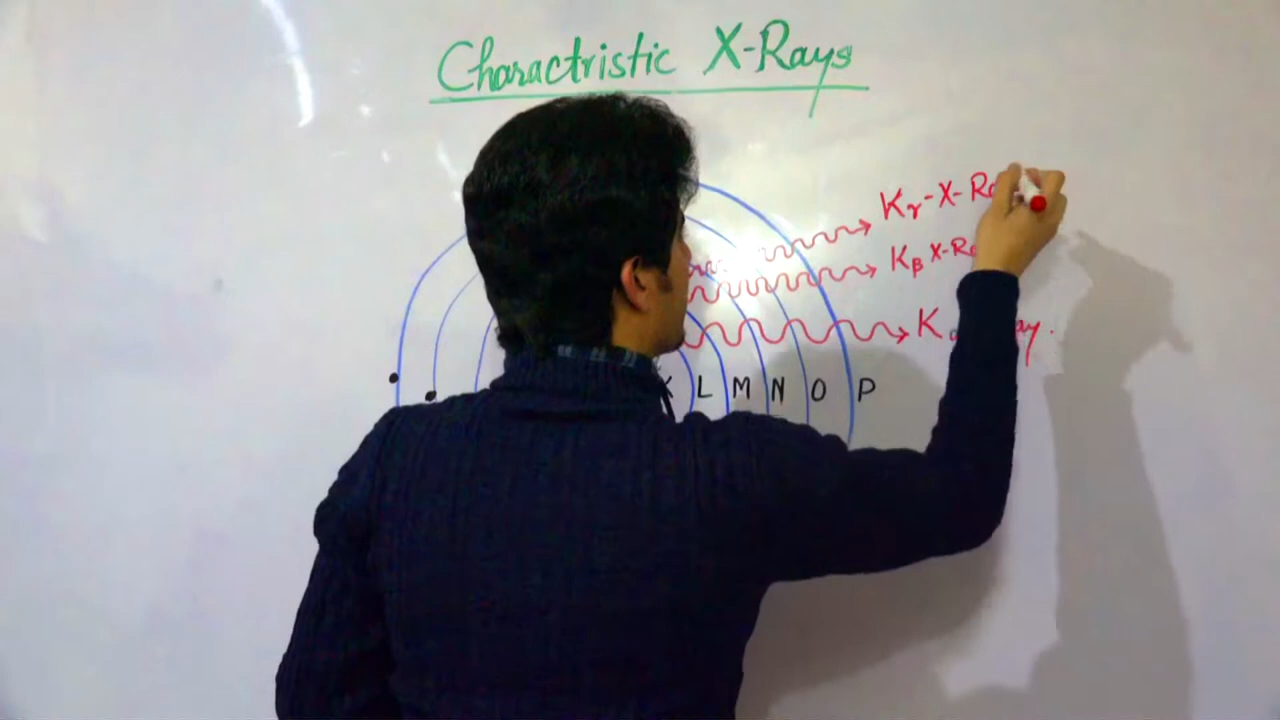 Charactristic X-Rays
Kγ-X-R
Kβ X-R
K
L M N O P